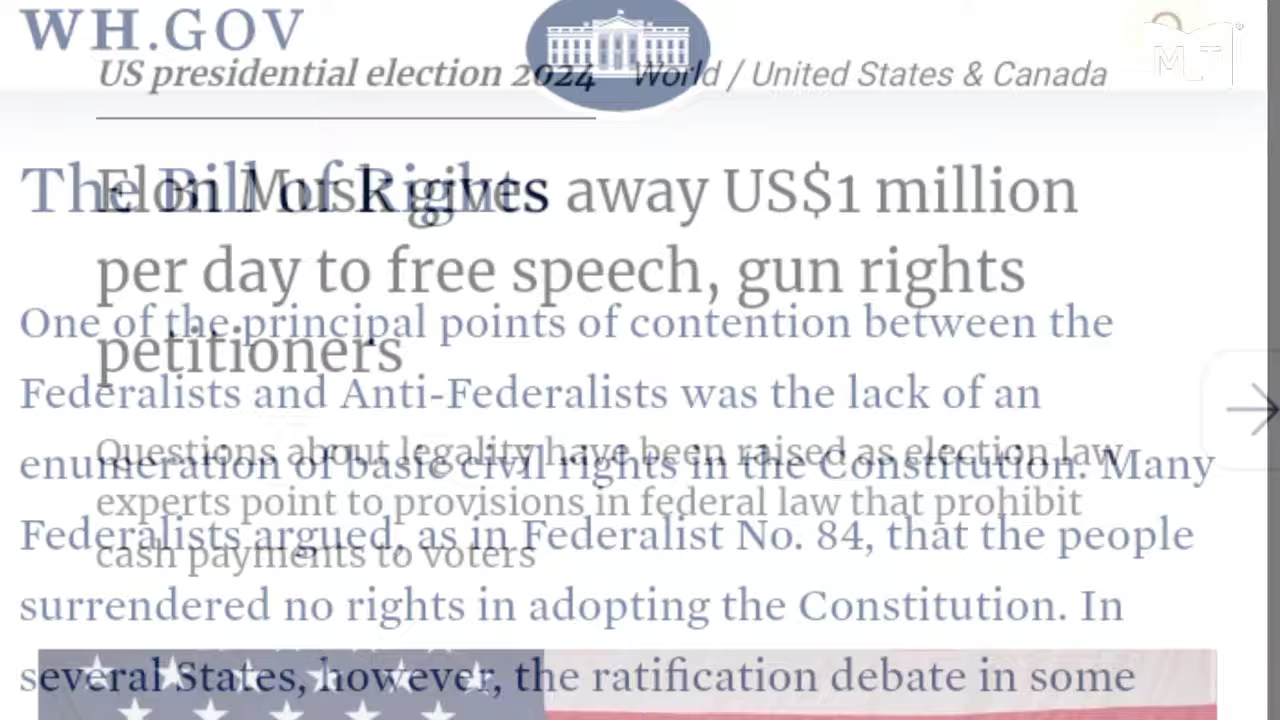 WH.GOV
US presidential election 2024 World / United States & Canada
MLT
The Bill of Rights
Elon Musk gives away US$1 million
per day to free speech, gun rights
petitioners
One of the principal points of contention between the
Federalists and Anti-Federalists was the lack of an
enumeration of basic civil rights in the Constitution. Many
Federalists argued, as in Federalist No. 84, that the people
surrendered no rights in adopting the Constitution. In
several States, however, the ratification debate in some
Questions about legality have been raised as election law
experts point to provisions in federal law that prohibit
cash payments to voters